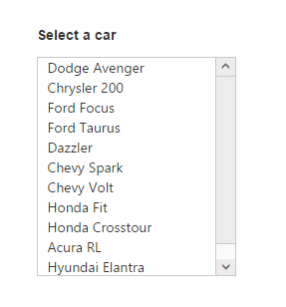 Select a car
Dodge Avenger
Chrysler 200
Ford Focus
Ford Taurus
Dazzler
Chevy Spark
Chevy Volt
Honda Fit
Honda Crosstour
Acura RL
Hyundai Elantra